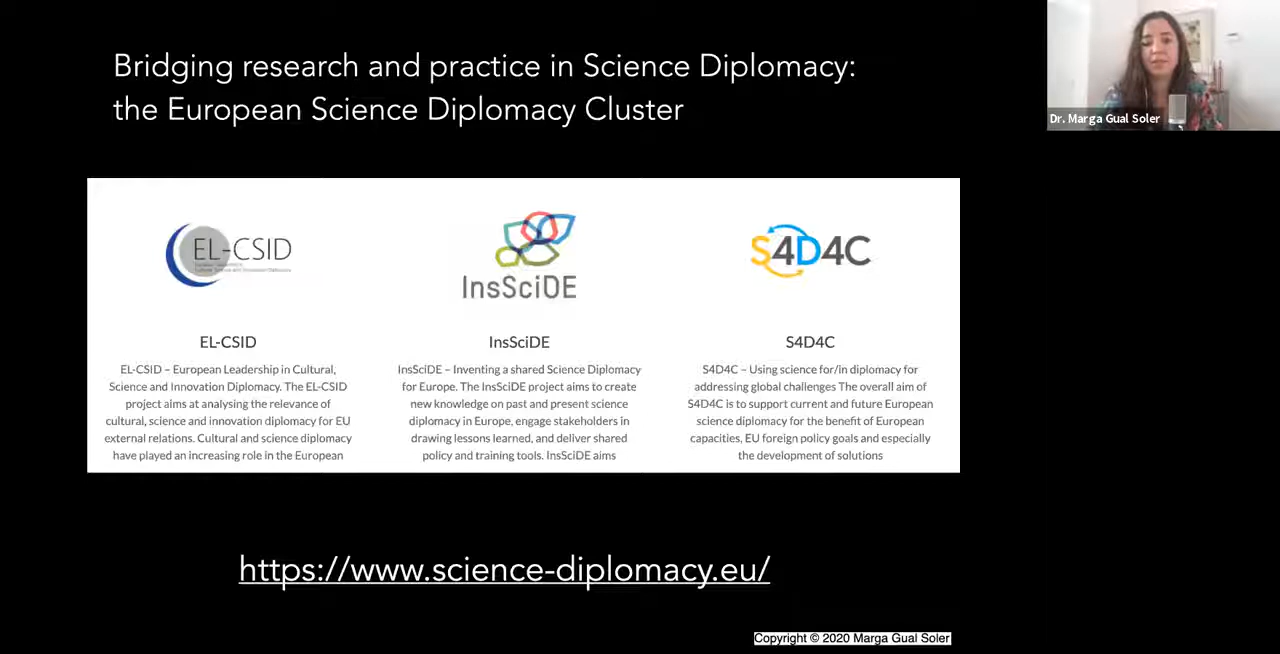 Bridging research and practice in Science Diplomacy:
the European Science Diplomacy Cluster
Dr. Marga Gual Soler
EL-CSID
InsSciDE
S4D4C
EL-CSID
EL-CSID – European Leadership in Cultural,
Science and Innovation Diplomacy. The EL-CSID
project aims at analysing the relevance of
cultural, science and innovation diplomacy for EU
external relations. Cultural and science diplomacy
have played an increasing role in the European
InsSciDE
InsSciDE – Inventing a shared Science Diplomacy
for Europe. The InsSciDE project aims to create
new knowledge on past and present science
diplomacy in Europe, engage stakeholders in
drawing lessons learned, and deliver shared
policy and training tools. InsSciDE aims
S4D4C
S4D4C – Using science for/in diplomacy for
addressing global challenges The overall aim of
S4D4C is to support current and future European
science diplomacy for the benefit of European
capacities, EU foreign policy goals and especially
the development of solutions
https://www.science-diplomacy.eu/
Copyright © 2020 Marga Gual Soler